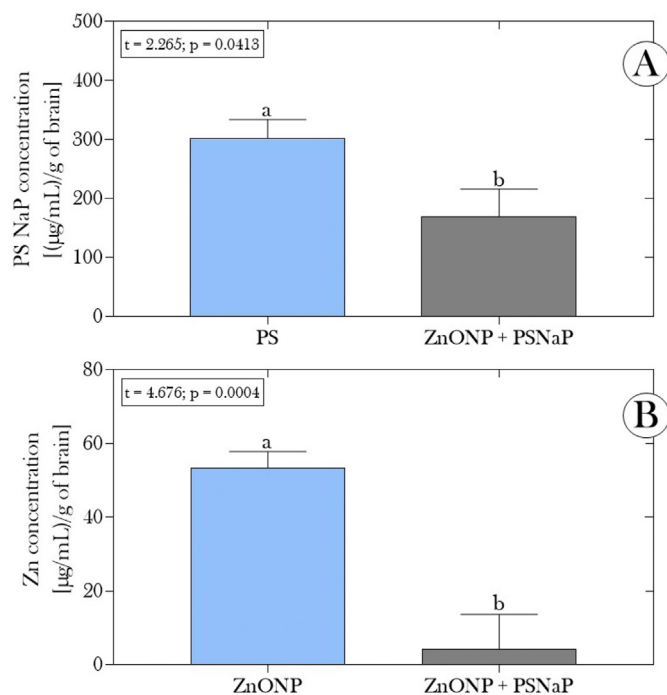 500
t = 2.265; p = 0.0413
A
400
a
300
b
200
100
0
PS NaP concentration
[(μg/mL)/g of brain]
PS
ZnONP + PSNaP
80
t = 4.676; p = 0.0004
B
a
60
40
20
b
0
Zn concentration
[μg/mL)/g of brain]
ZnONP
ZnONP + PSNaP